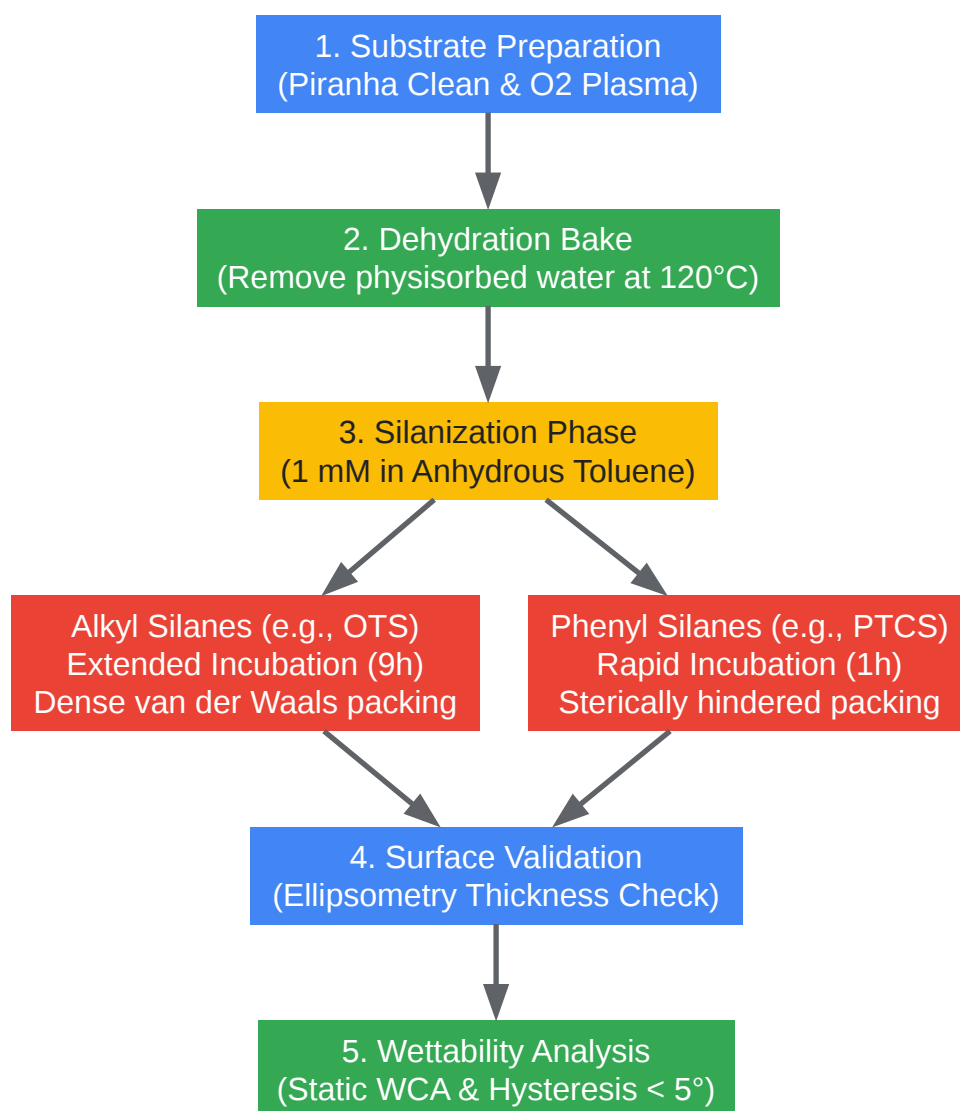 1. Substrate Preparation
(Piranha Clean & O2 Plasma)
2. Dehydration Bake
(Remove physisorbed water at 120°C)
3. Silanization Phase
(1 mM in Anhydrous Toluene)
Alkyl Silanes (e.g., OTS)
Extended Incubation (9h)
Dense van der Waals packing
Phenyl Silanes (e.g., PTCS)
Rapid Incubation (1h)
Sterically hindered packing
4. Surface Validation
(Ellipsometry Thickness Check)
5. Wettability Analysis
(Static WCA & Hysteresis < 5°)